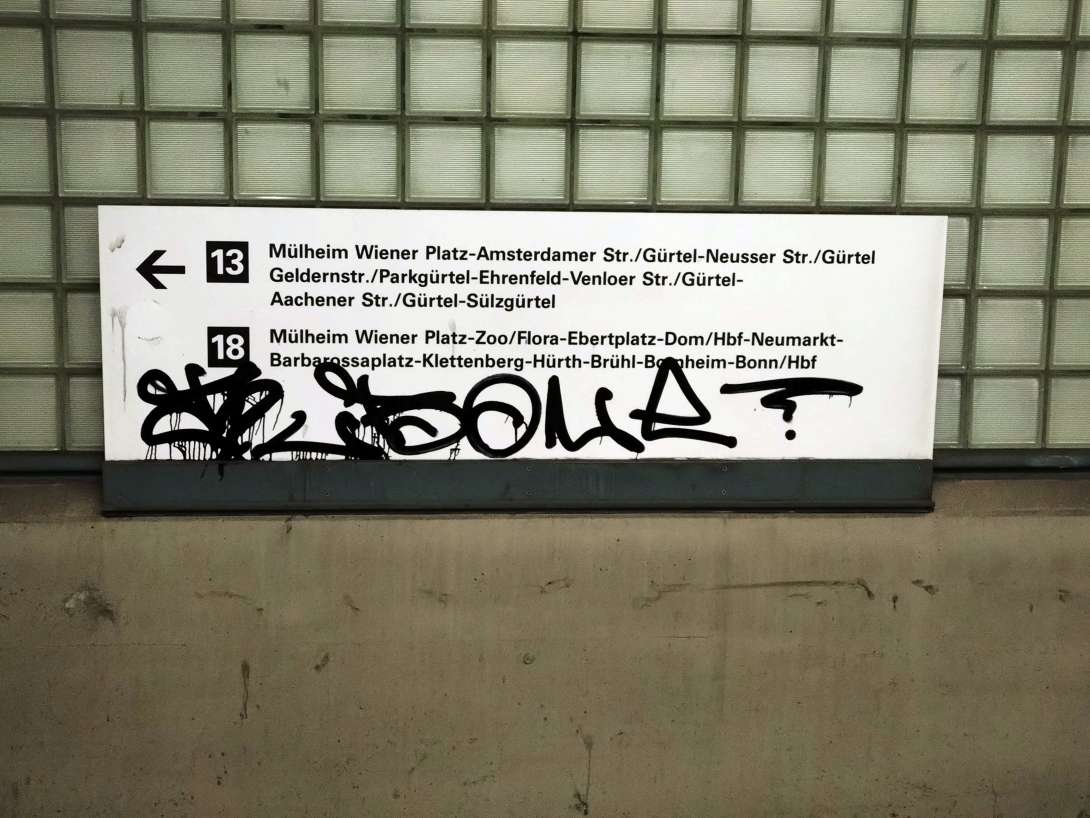 13 Mülheim Wiener Platz-Amsterdamer Str./Gürtel-Neusser Str./Gürtel
Geldernstr./Parkgürtel-Ehrenfeld-Venloer Str./Gürtel-
Aachener Str./Gürtel-Sülzgürtel
18 Mülheim Wiener Platz-Zoo/Flora-Ebertplatz-Dom/Hbf-Neumarkt-
Barbarossaplatz-Klettenberg-Hürth-Brühl-Bornheim-Bonn/Hbf